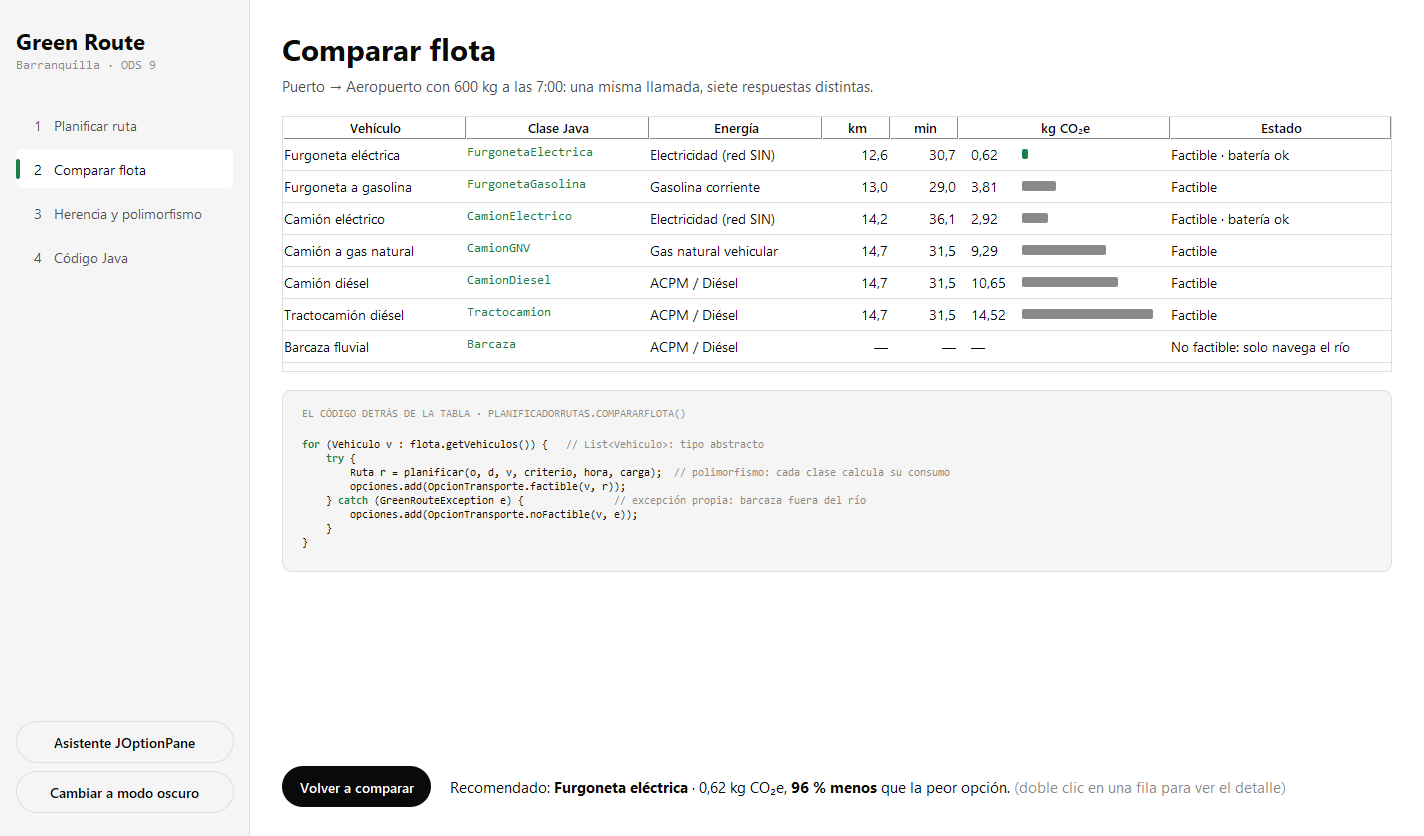 Green Route
Barranquilla · ODS 9
1 Planificar ruta
2 Comparar flota
3 Herencia y polimorfismo
4 Código Java
Asistente JOptionPane
Cambiar a modo oscuro
Comparar flota
Puerto → Aeropuerto con 600 kg a las 7:00: una misma llamada, siete respuestas distintas.
Vehículo Clase Java Energía km min kg CO₂e Estado
Furgoneta eléctrica FurgonetaElectrica Electricidad (red SIN) 12,6 30,7 0,62 Factible · batería ok
Furgoneta a gasolina FurgonetaGasolina Gasolina corriente 13,0 29,0 3,81 Factible
Camión eléctrico CamionElectrico Electricidad (red SIN) 14,2 36,1 2,92 Factible · batería ok
Camión a gas natural CamionGNV Gas natural vehicular 14,7 31,5 9,29 Factible
Camión diésel CamionDiesel ACPM / Diésel 14,7 31,5 10,65 Factible
Tractocamión diésel Tractocamion ACPM / Diésel 14,7 31,5 14,52 Factible
Barcaza fluvial Barcaza ACPM / Diésel — — — No factible: solo navega el río
EL CÓDIGO DETRÁS DE LA TABLA · PLANIFICADORRUTAS.COMPARARFLOTA()
for (Vehiculo v : flota.getVehiculos()) {   // List<Vehiculo>: tipo abstracto
    try {
        Ruta r = planificar(o, d, v, criterio, hora, carga);  // polimorfismo: cada clase calcula su consumo
        opciones.add(OpcionTransporte.factible(v, r));
    } catch (GreenRouteException e) {               // excepción propia: barcaza fuera del río
        opciones.add(OpcionTransporte.noFactible(v, e));
    }
}
Volver a comparar
Recomendado: Furgoneta eléctrica · 0,62 kg CO₂e, 96 % menos que la peor opción. (doble clic en una fila para ver el detalle)